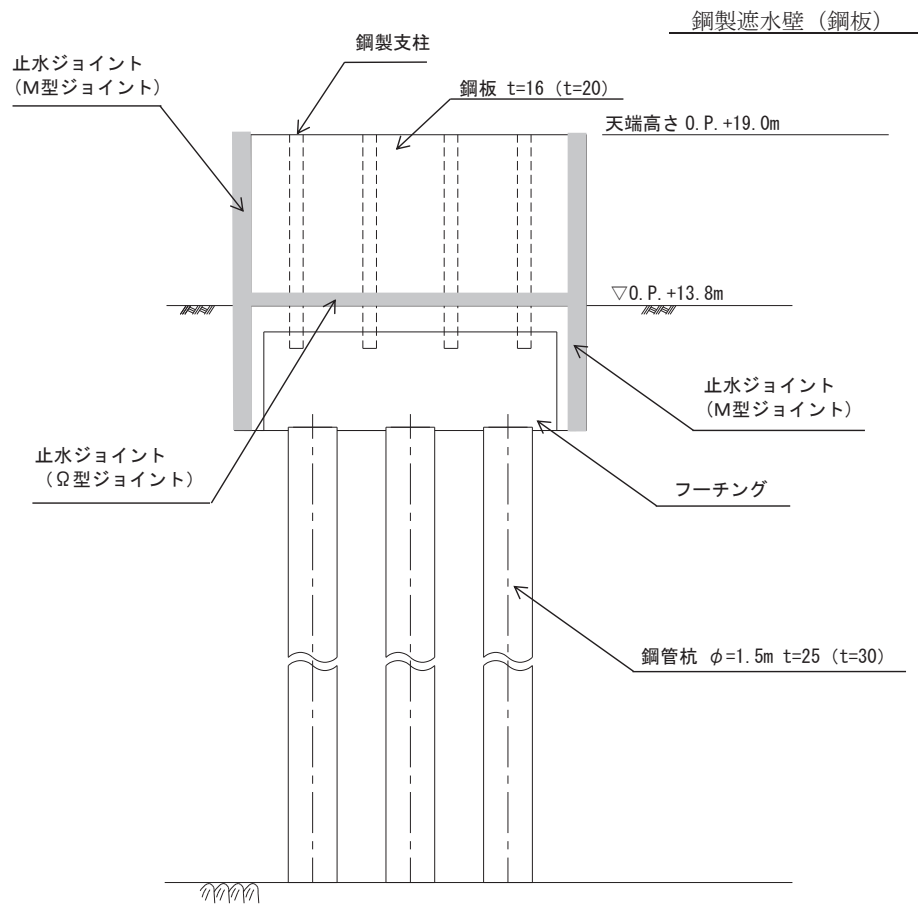 鋼製遮水壁（鋼板）
鋼製支柱
止水ジョイント
（M型ジョイント）
鋼板 t=16（t=20）
天端高さ O.P.+19.0m
▽O.P.+13.8m
止水ジョイント
（M型ジョイント）
止水ジョイント
（Ω型ジョイント）
フーチング
鋼管杭 φ=1.5m t=25（t=30）